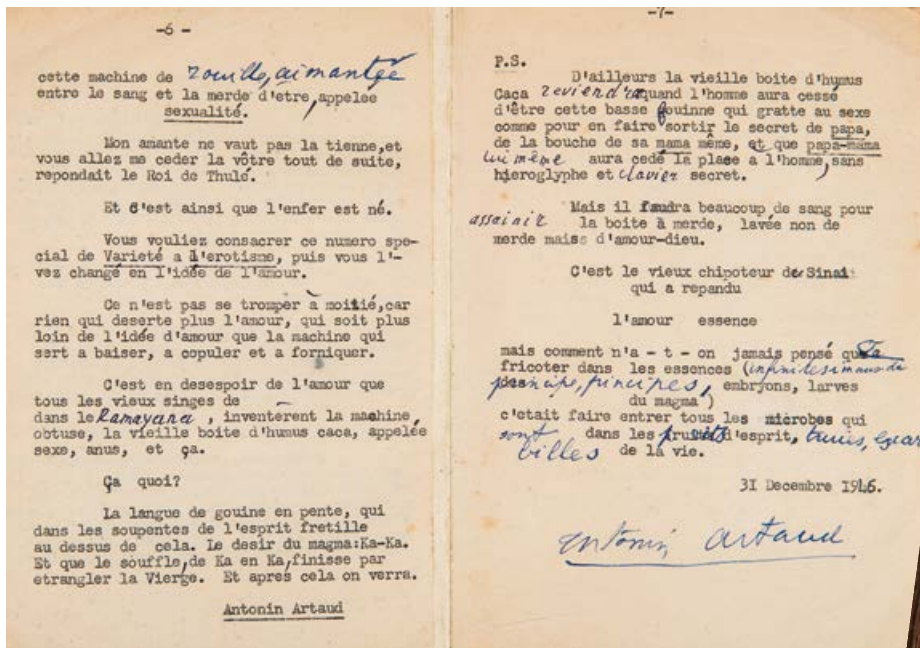 -6 -
cette machine de rouille, aimantée
entre le sang et la merde d'etre, appelee
sexualité.
Mon amante ne vaut pas la tienne,et
vous allez me ceder la vôtre tout de suite,
repondait le Roi de Thulé.
Et c'est ainsi que l'enfer est né.
Vous vouliez consacrer ce numero spe-
cial de Varieté a l'erotisme, puis vous l'-
vez changé en l'idée de l'amour.
Ce n'est pas se tromper à moitié,car
rien qui deserte plus l'amour, qui soit plus
loin de l'idée d'amour que la machine qui
sert a baiser, a copuler et a forniquer.
C'est en desespoir de l'amour que
tous les vieux singes de
dans le Ramayana , inventèrent la machine
obtuse, la vieille boite d'humus caca, appelée
sexe, anus, et ça.
Ça quoi?
La langue de gouine en pente, qui
dans les soupentes de l'esprit fretille
au dessus de cela. Le desir du magma:Ka-Ka.
Et que le souffle,de Ka en Ka,finisse par
etrangler la Vierge. Et apres cela on verra.
Antonin Artaud
-7-
P.S.
D'ailleurs la vieille boite d'humus
Caca reviendra quand l'homme aura cessé
d'être cette basse gouinne qui gratte au sexe
comme pour en faire sortir le secret de papa,
de la bouche de sa mama même, et que papa-mama
lui même aura cedé la place a l'homme, sans
hieroglyphe et clavier secret.
Mais il faudra beaucoup de sang pour
assainir la boite à merde, lavée non de
merde mais d'amour-dieu.
C'est le vieux chipoteur de Sinai
qui a repandu
l'amour essence
mais comment n'a - t - on jamais pensé que
fricoter dans les essences (infinitesimaux de
principe, principes, embryons, larves
du magma )
c'etait faire entrer tous les microbes qui
sont dans les fruits d'esprit,
billes de la vie.
3I Decembre 1946.
Antonin Artaud